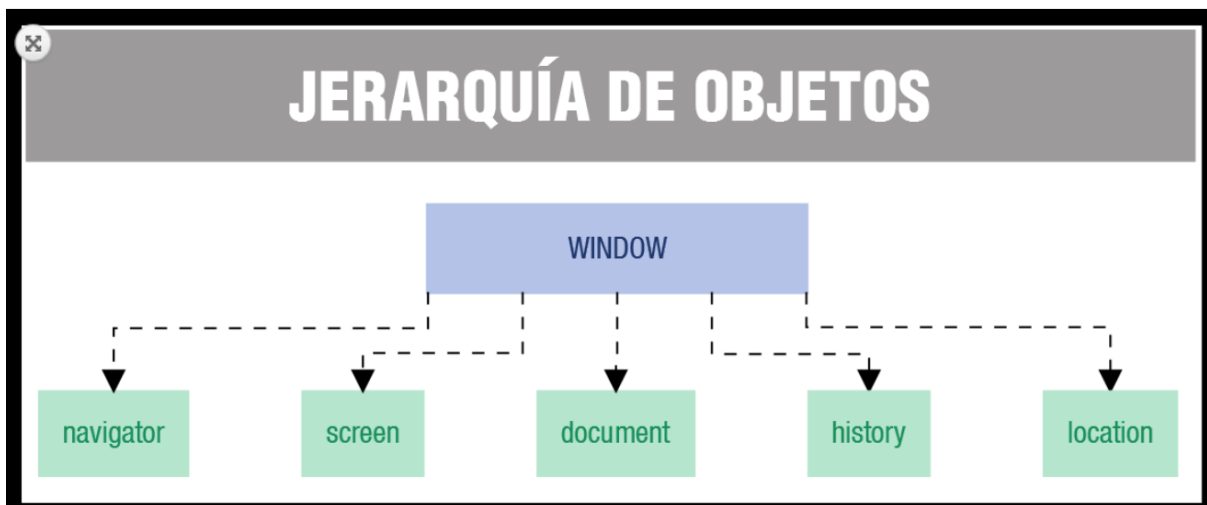 JERARQUÍA DE OBJETOS
WINDOW
navigator
screen
document
history
location